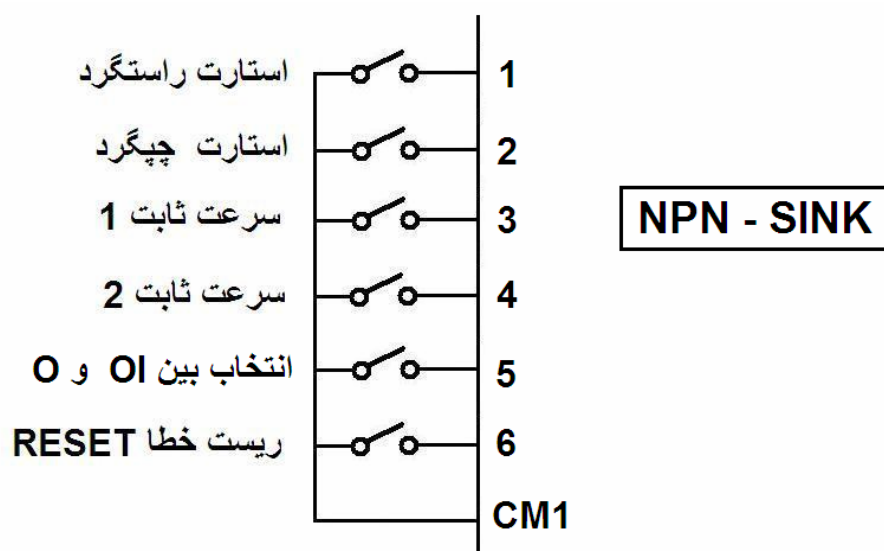 استارت راستگرد 1
استارت چپگرد 2
سرعت ثابت 1 3
NPN - SINK
سرعت ثابت 2 4
انتخاب بین OI و O 5
ریست خطا RESET 6
CM1